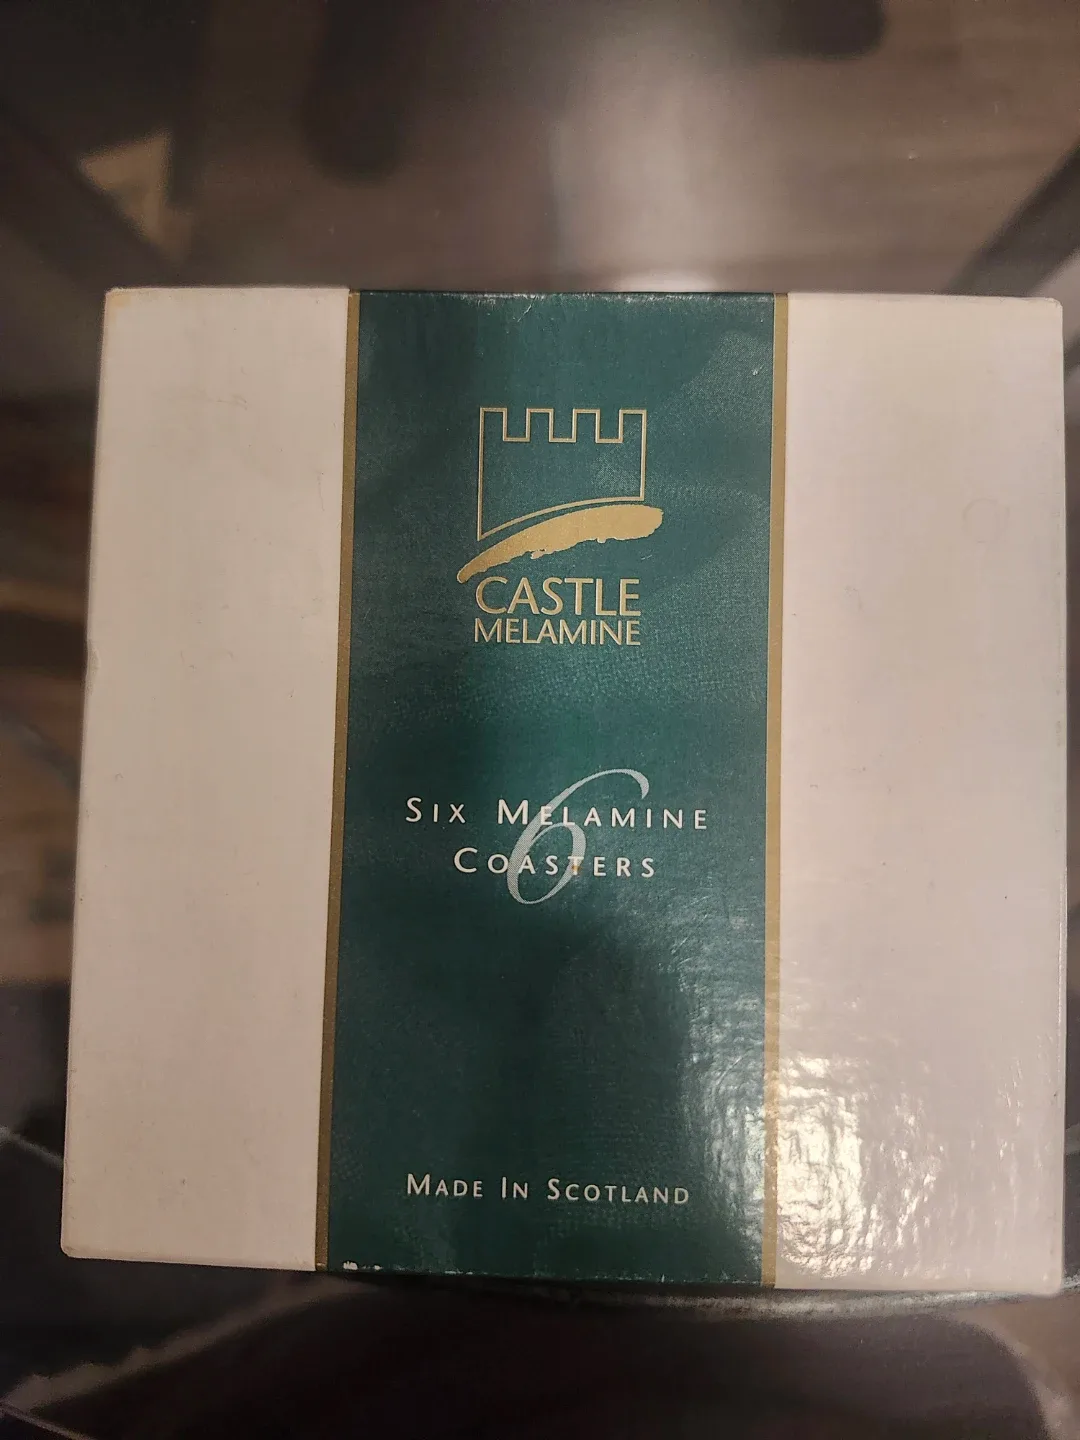 CASTLE
MELAMINE
6
SIX MELAMINE
COASTERS
MADE IN SCOTLAND